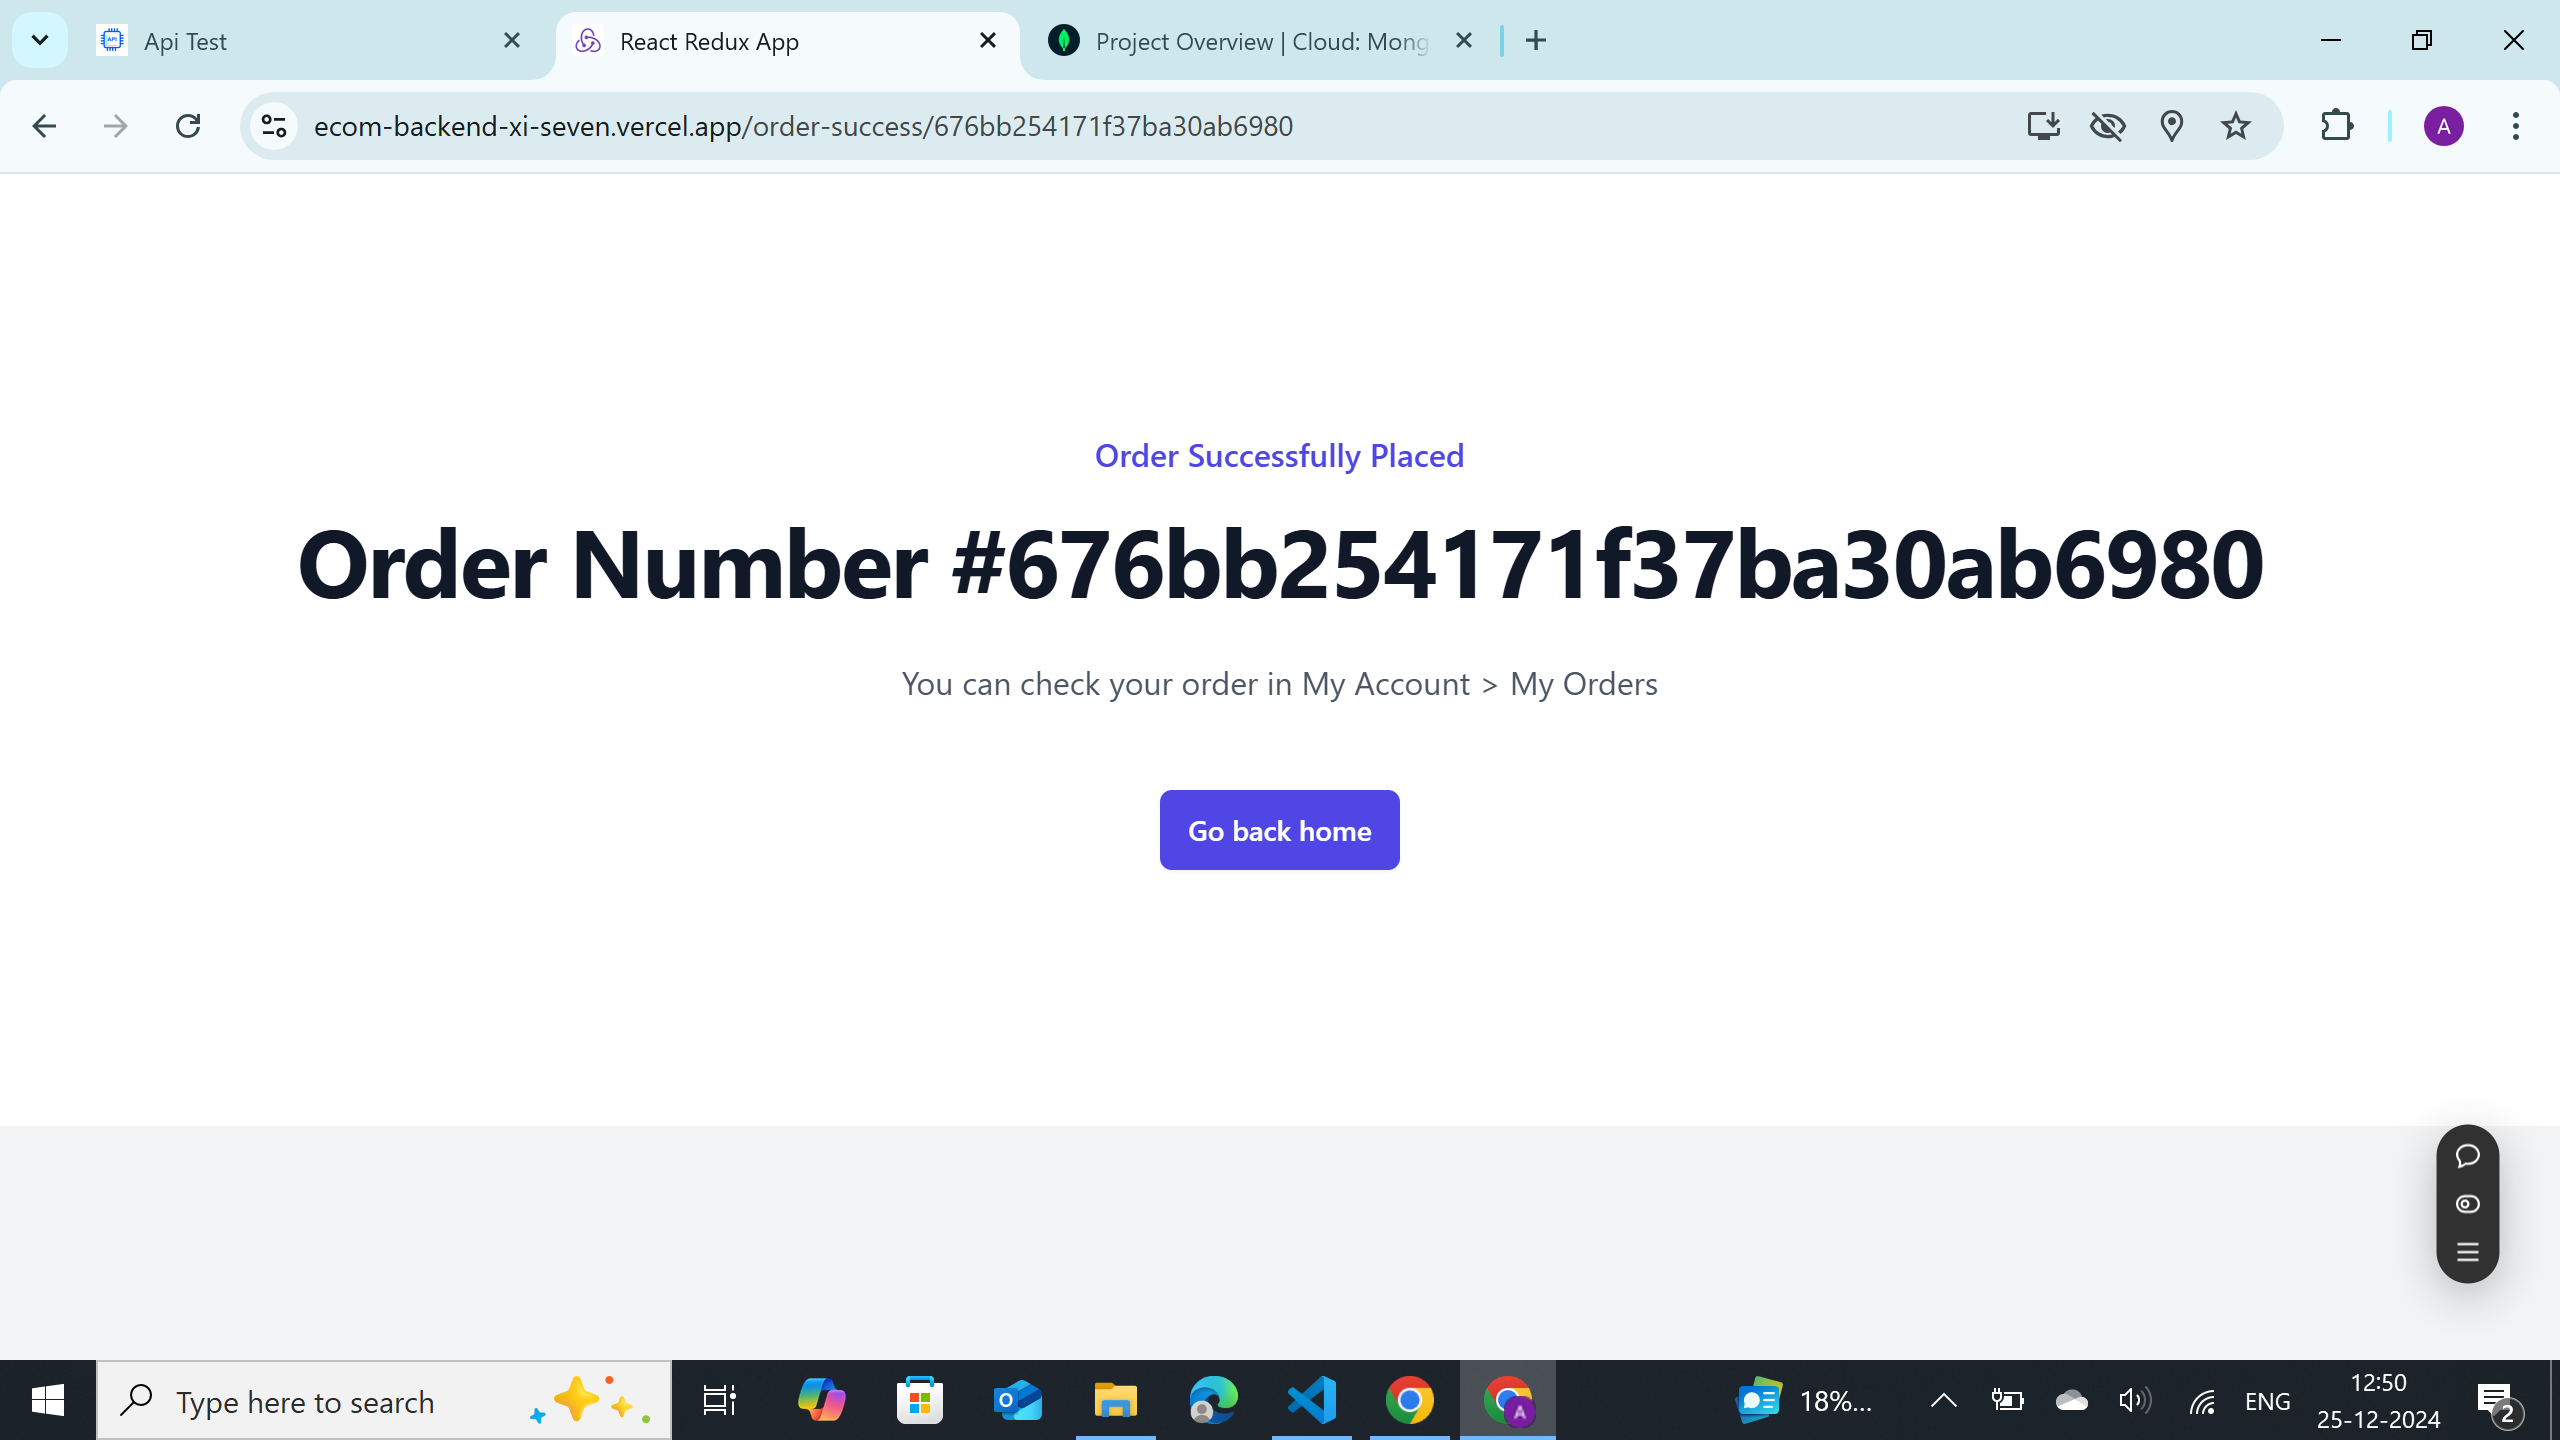 Api Test
React Redux App
Project Overview | Cloud: Mong
ecom-backend-xi-seven.vercel.app/order-success/676bb254171f37ba30ab6980
A
Order Successfully Placed
Order Number #676bb254171f37ba30ab6980
You can check your order in My Account > My Orders
Go back home
Type here to search
18%...
ENG
12:50
25-12-2024
2